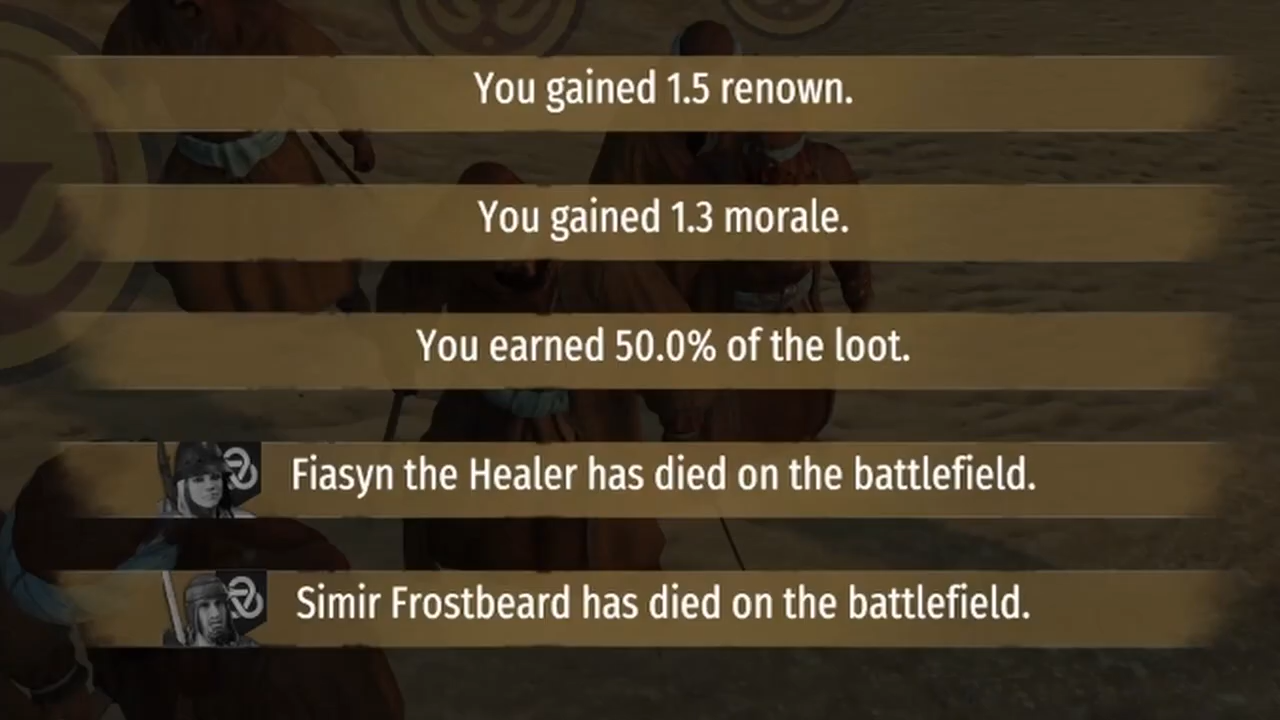 You gained 1.5 renown.
You gained 1.3 morale.
You earned 50.0% of the loot.
Fiasyn the Healer has died on the battlefield.
Simir Frostbeard has died on the battlefield.